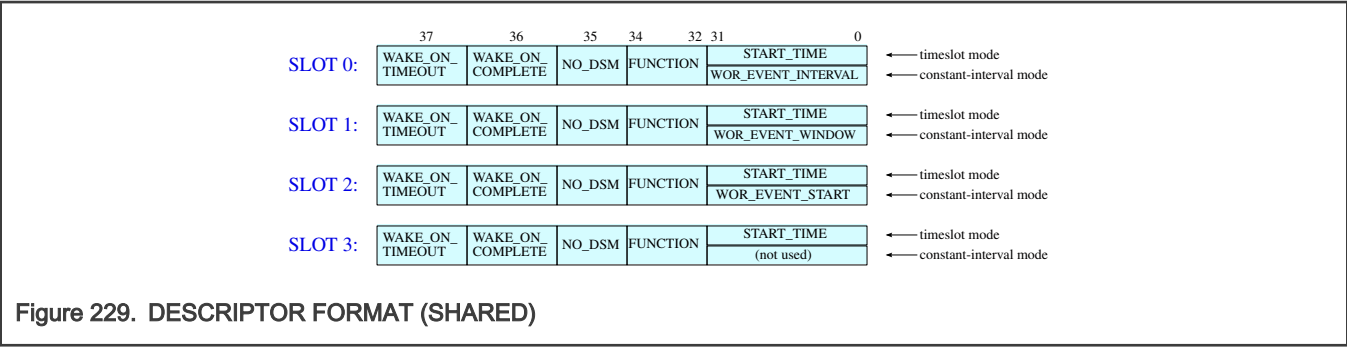 37 36 35 34 32 31 0
SLOT 0: WAKE_ON_ TIMEOUT WAKE_ON_ COMPLETE NO_DSM FUNCTION START_TIME timeslot mode
WOR_EVENT_INTERVAL constant-interval mode
SLOT 1: WAKE_ON_ TIMEOUT WAKE_ON_ COMPLETE NO_DSM FUNCTION START_TIME timeslot mode
WOR_EVENT_WINDOW constant-interval mode
SLOT 2: WAKE_ON_ TIMEOUT WAKE_ON_ COMPLETE NO_DSM FUNCTION START_TIME timeslot mode
WOR_EVENT_START constant-interval mode
SLOT 3: WAKE_ON_ TIMEOUT WAKE_ON_ COMPLETE NO_DSM FUNCTION START_TIME timeslot mode
(not used) constant-interval mode
Figure 229. DESCRIPTOR FORMAT (SHARED)